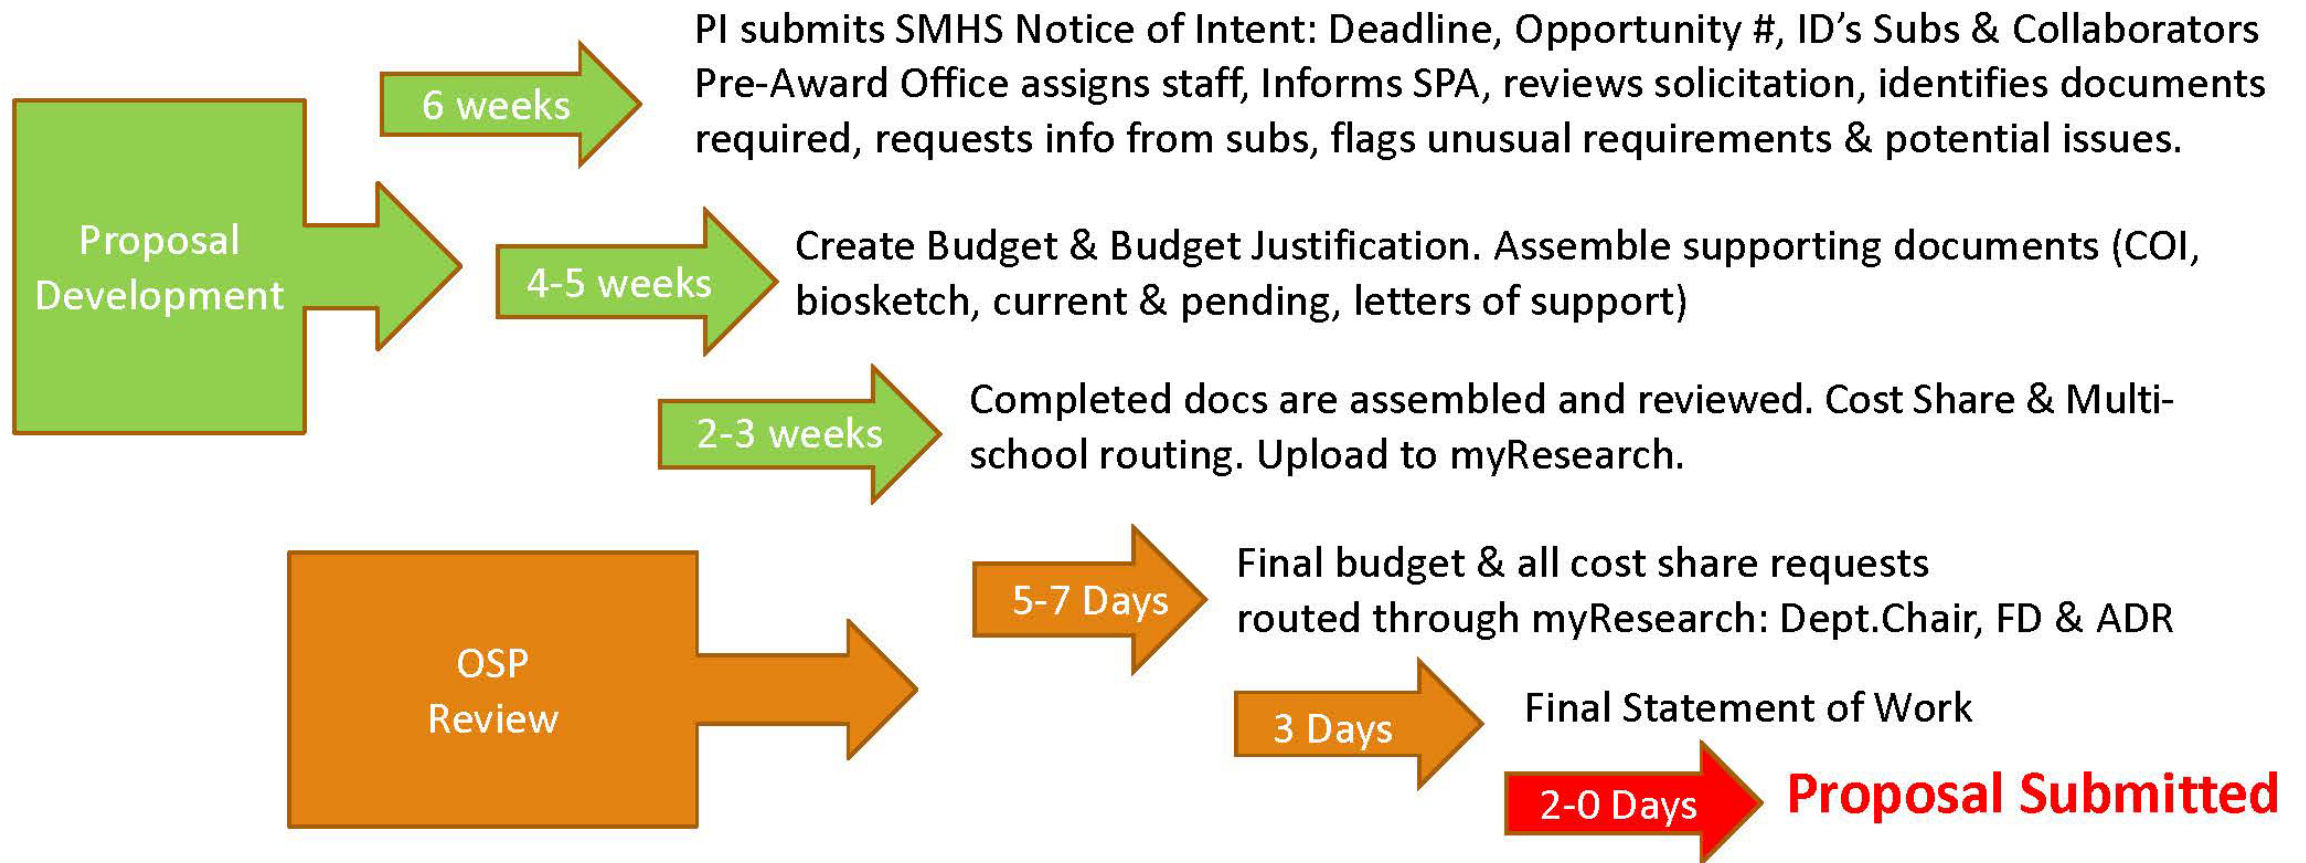 PI submits SMHS Notice of Intent: Deadline, Opportunity #, ID’s Subs & Collaborators
Pre-Award Office assigns staff, Informs SPA, reviews solicitation, identifies documents
required, requests info from subs, flags unusual requirements & potential issues.
6 weeks
Proposal
Development
4-5 weeks
Create Budget & Budget Justification. Assemble supporting documents (COI,
biosketch, current & pending, letters of support)
2-3 weeks
Completed docs are assembled and reviewed. Cost Share & Multi-
school routing. Upload to myResearch.
OSP
Review
5-7 Days
Final budget & all cost share requests
routed through myResearch: Dept.Chair, FD & ADR
3 Days
Final Statement of Work
2-0 Days
Proposal Submitted